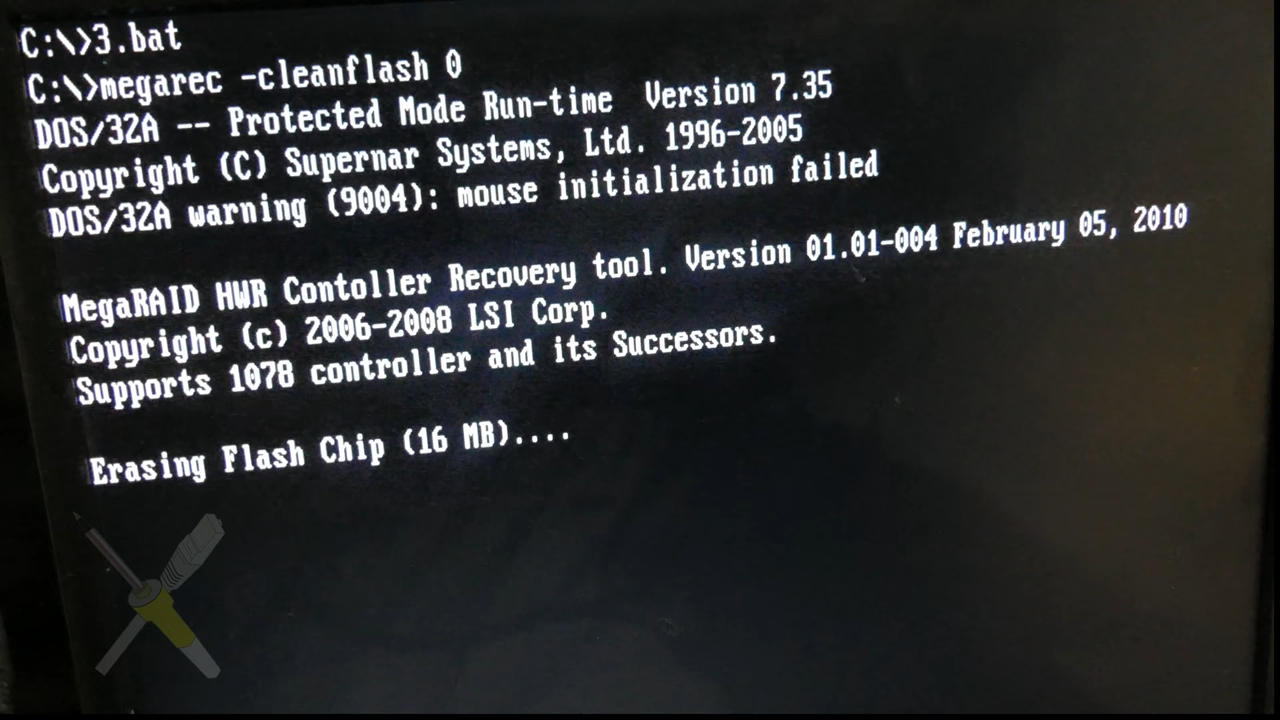 C:\>3.bat
C:\>megarec -cleanflash 0
DOS/32A -- Protected Mode Run-time  Version 7.35
Copyright (C) Supernar Systems, Ltd. 1996-2005
DOS/32A warning (9004): mouse initialization failed
MegaRAID HWR Contoller Recovery tool. Version 01.01-004 February 05, 2010
Copyright (c) 2006-2008 LSI Corp.
Supports 1078 controller and its Successors.
Erasing Flash Chip (16 MB)....